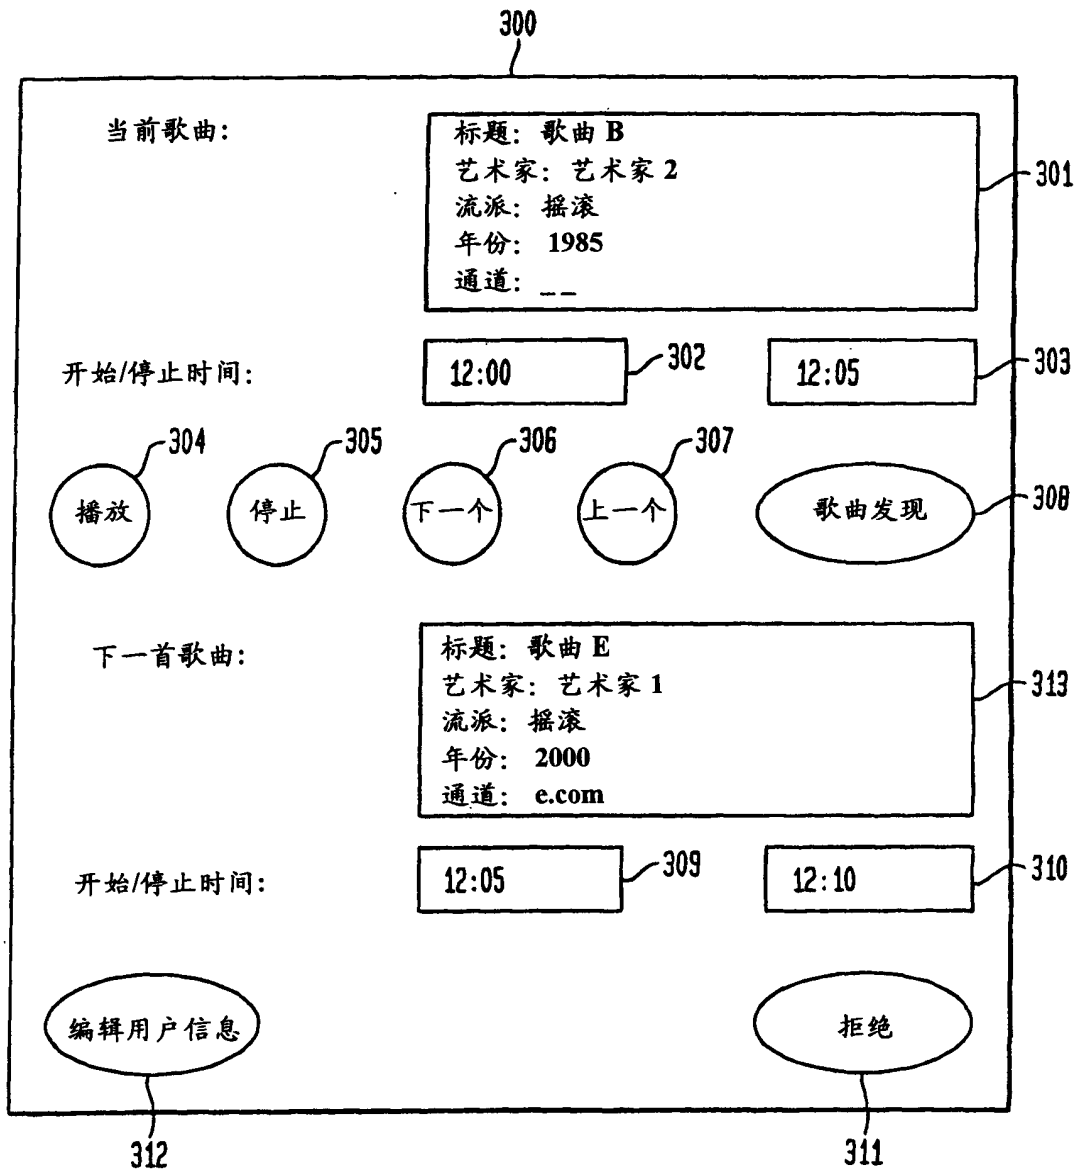 300
当前歌曲:
标题: 歌曲 B
艺术家: 艺术家 2
流派: 摇滚
年份: 1985
通道: _ _
301
开始/停止时间:
12:00
302
12:05
303
304
305
306
307
播放
停止
下一个
上一个
歌曲发现
308
下一首歌曲:
标题: 歌曲 E
艺术家: 艺术家 1
流派: 摇滚
年份: 2000
通道: e.com
313
开始/停止时间:
12:05
309
12:10
310
编辑用户信息
拒绝
312
311